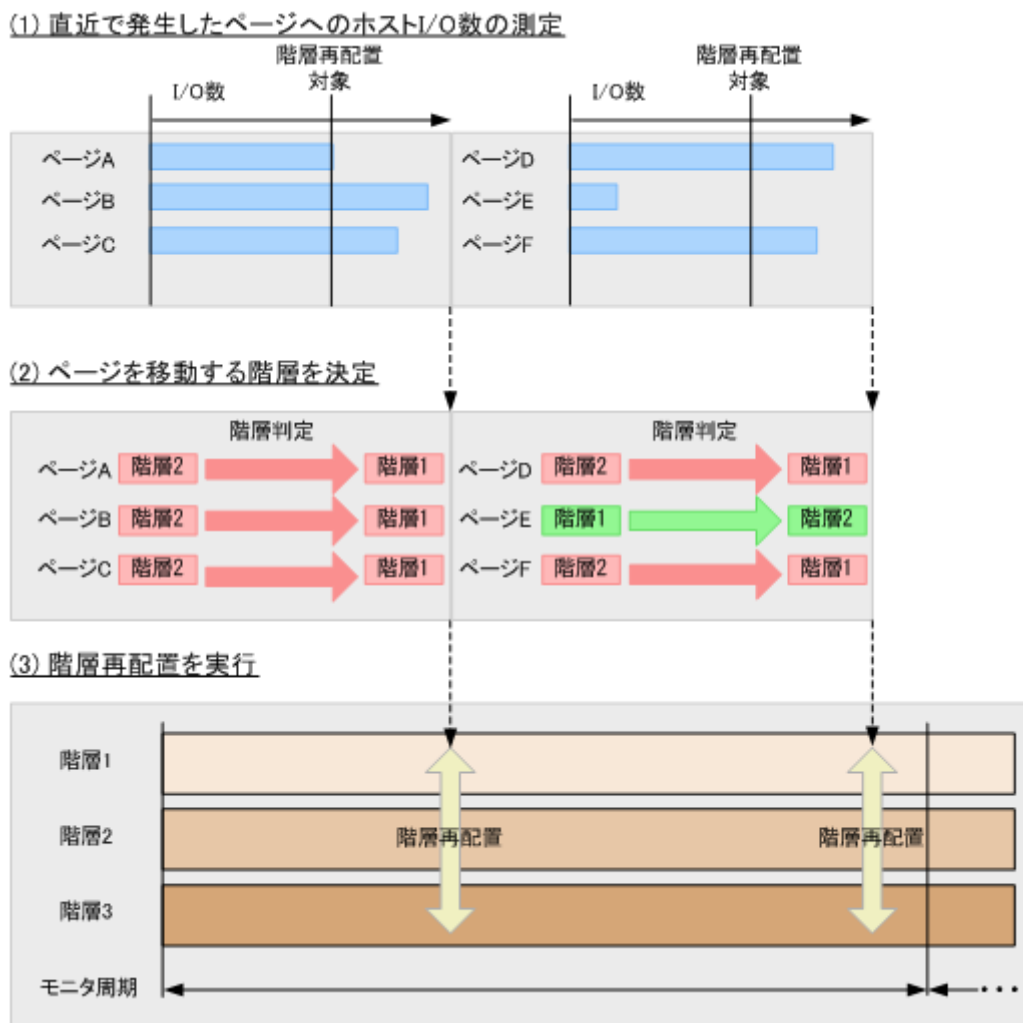 (1) 直近で発生したページへのホストI/O数の測定
階層再配置
対象
I/O数
ページA
ページB
ページC
階層再配置
対象
I/O数
ページD
ページE
ページF
(2) ページを移動する階層を決定
階層判定
ページA 階層2 階層1
ページB 階層2 階層1
ページC 階層2 階層1
階層判定
ページD 階層2 階層1
ページE 階層1 階層2
ページF 階層2 階層1
(3) 階層再配置を実行
階層1
階層2
階層再配置 階層再配置
階層3
モニタ周期
・・・